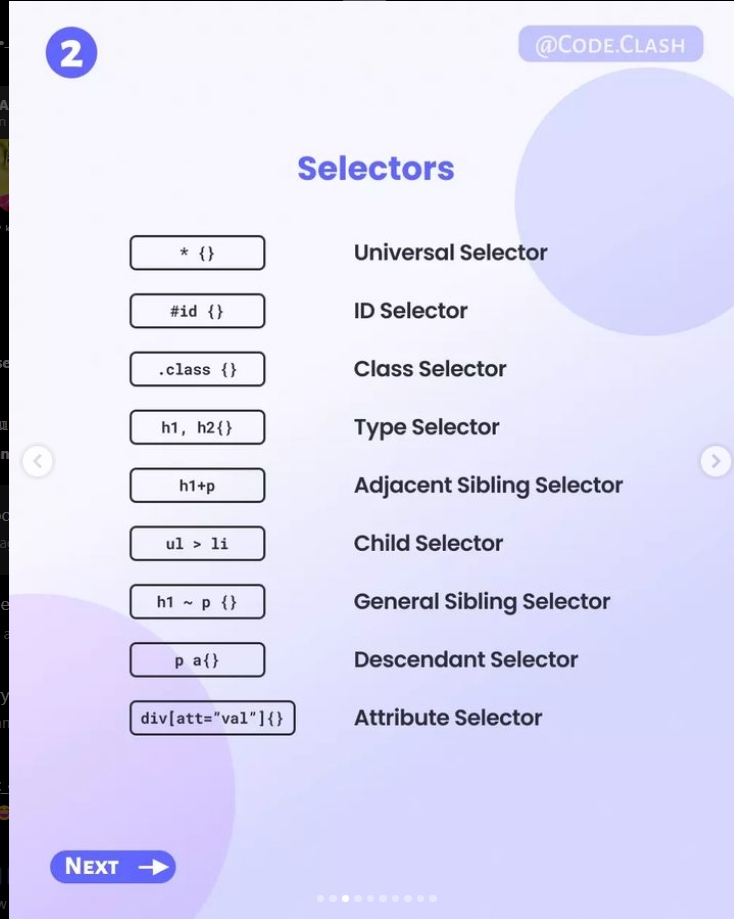 2
@CODE.CLASH
Selectors
* {}
Universal Selector
#id {}
ID Selector
.class {}
Class Selector
h1, h2{}
Type Selector
h1+p
Adjacent Sibling Selector
ul > li
Child Selector
h1 ~ p {}
General Sibling Selector
p a{}
Descendant Selector
div[att=”val”]{}
Attribute Selector
NEXT